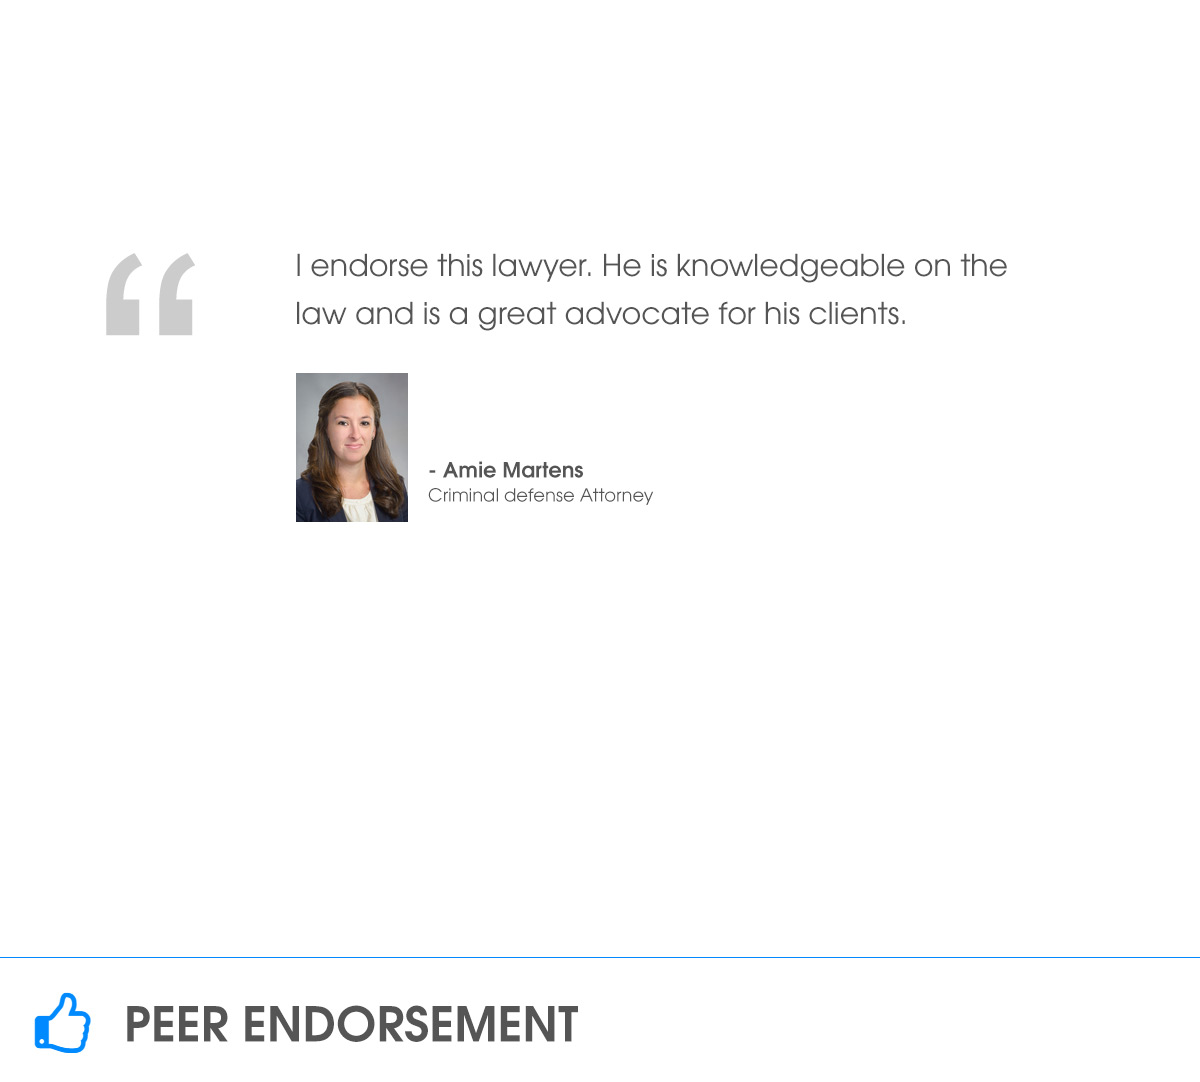 I endorse this lawyer. He is knowledgeable on the
law and is a great advocate for his clients.
- Amie Martens
Criminal defense Attorney
PEER ENDORSEMENT